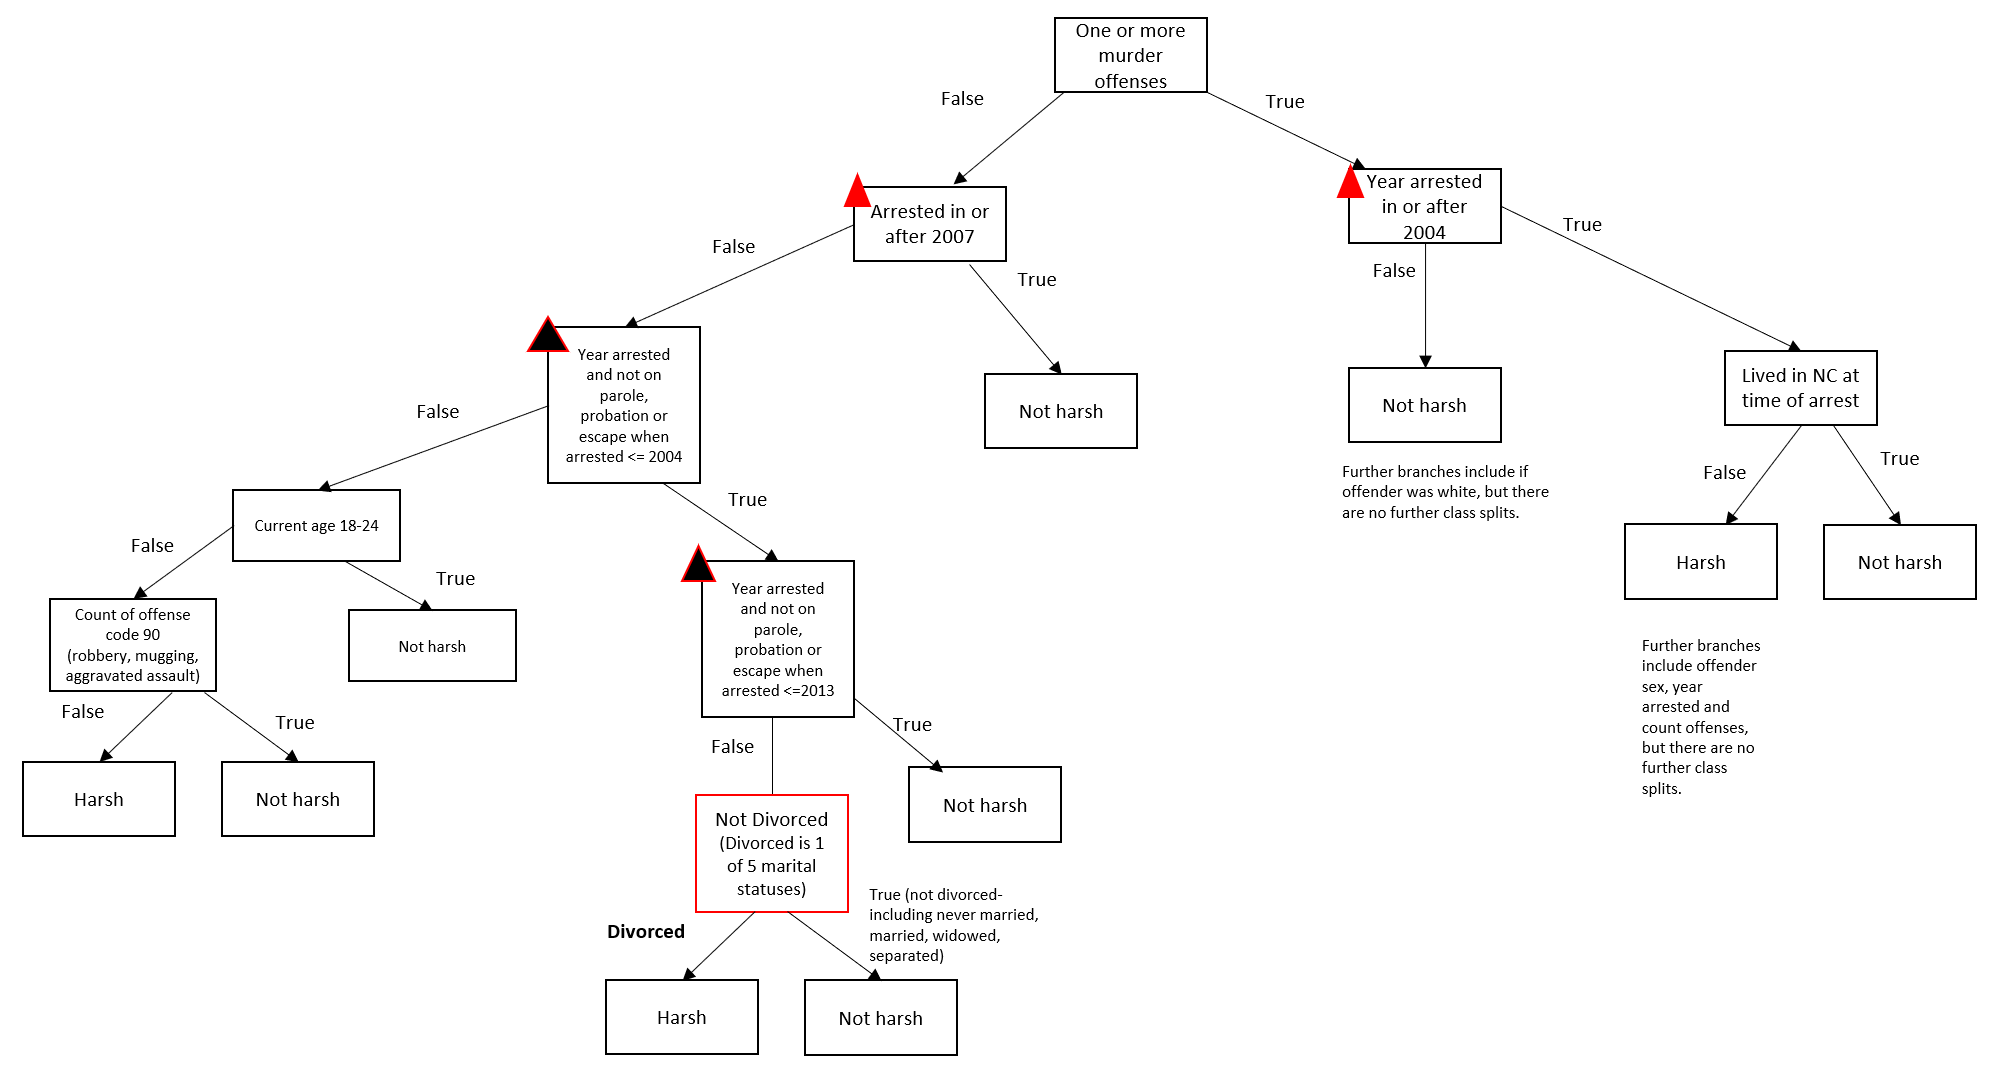 One or more
murder
offenses
False
True
Arrested in or
after 2007
Year arrested
in or after
2004
False
True
False
True
Year arrested
and not on
parole,
probation or
escape when
arrested <= 2004
Not harsh
Not harsh
Lived in NC at
time of arrest
False
True
Further branches include if
offender was white, but there
are no further class splits.
False
True
Current age 18-24
Harsh
Not harsh
False
True
Year arrested
and not on
parole,
probation or
escape when
arrested <=2013
Count of offense
code 90
(robbery, mugging,
aggravated assault)
Not harsh
Further branches
include offender
sex, year
arrested and
count offenses,
but there are no
further class
splits.
False
True
False
True
Harsh
Not harsh
Not Divorced
(Divorced is 1
of 5 marital
statuses)
Not harsh
Divorced
True (not divorced-
including never married,
married, widowed,
separated)
Harsh
Not harsh